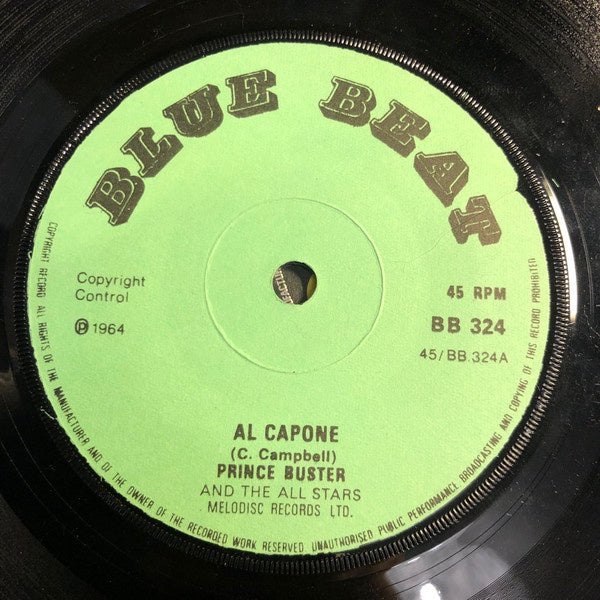 BLUE BEAT
Copyright
Control
℗ 1964
45 RPM
BB 324
45/BB.324A
AL CAPONE
(C. Campbell)
PRINCE BUSTER
AND THE ALL STARS
MELODISC RECORDS LTD.
COPYRIGHT RECORD. ALL RIGHTS OF THE MANUFACTURER AND OF THE OWNER OF THE RECORDED WORK RESERVED. UNAUTHORISED PUBLIC PERFORMANCE BROADCASTING AND COPYING OF THIS RECORD PROHIBITED